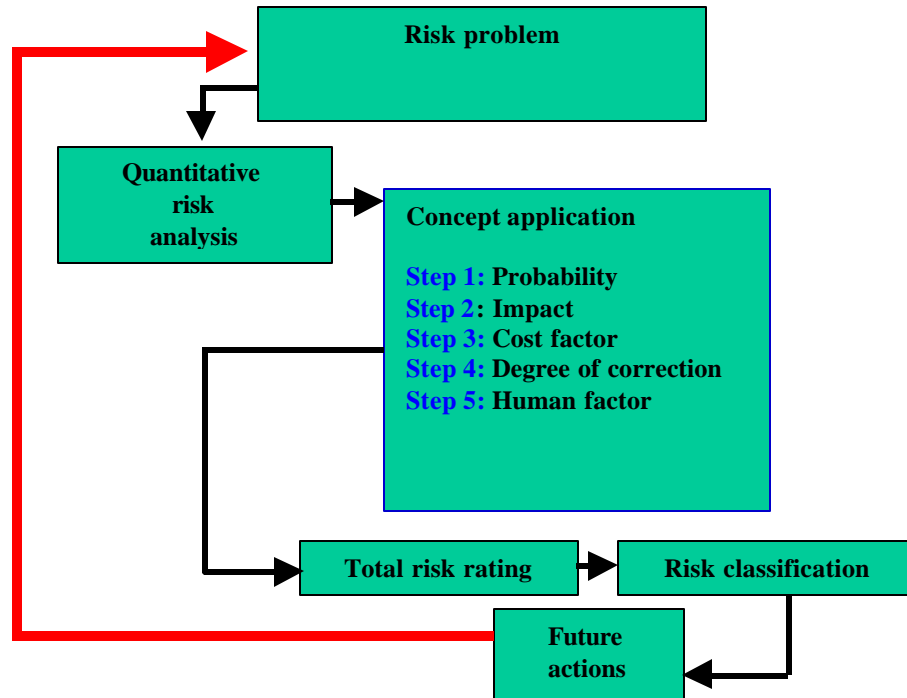 Risk problem
Quantitative
risk
analysis
Concept application
Step 1: Probability
Step 2: Impact
Step 3: Cost factor
Step 4: Degree of correction
Step 5: Human factor
Total risk rating
Risk classification
Future
actions